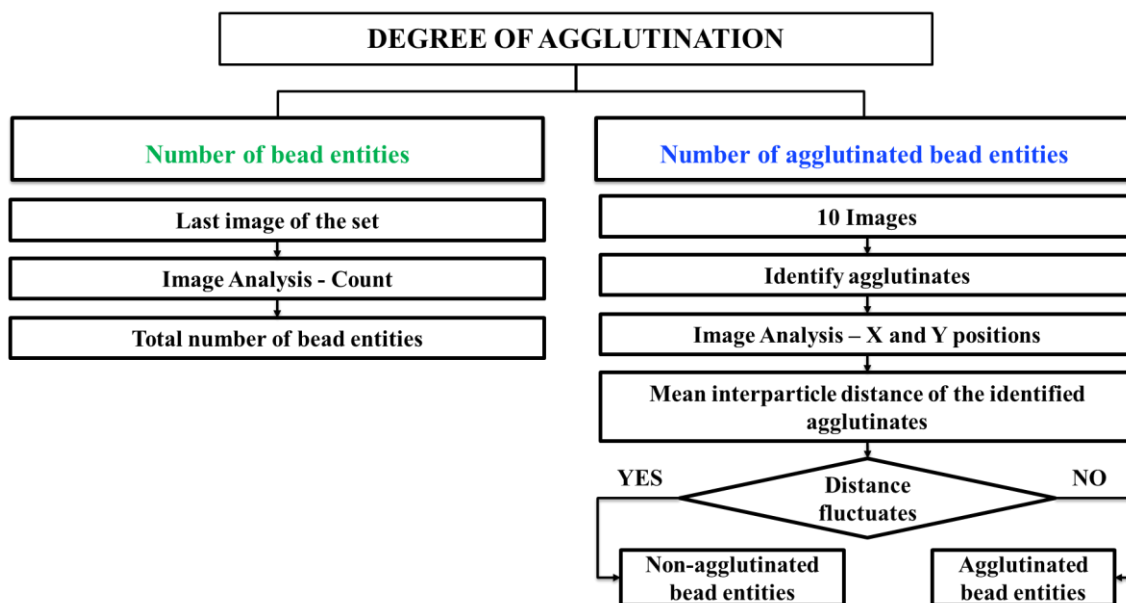 DEGREE OF AGGLUTINATION
Number of bead entities
Last image of the set
Image Analysis - Count
Total number of bead entities
Number of agglutinated bead entities
10 Images
Identify agglutinates
Image Analysis – X and Y positions
Mean interparticle distance of the identified
agglutinates
YES
Distance
fluctuates
NO
Non-agglutinated
bead entities
Agglutinated
bead entities